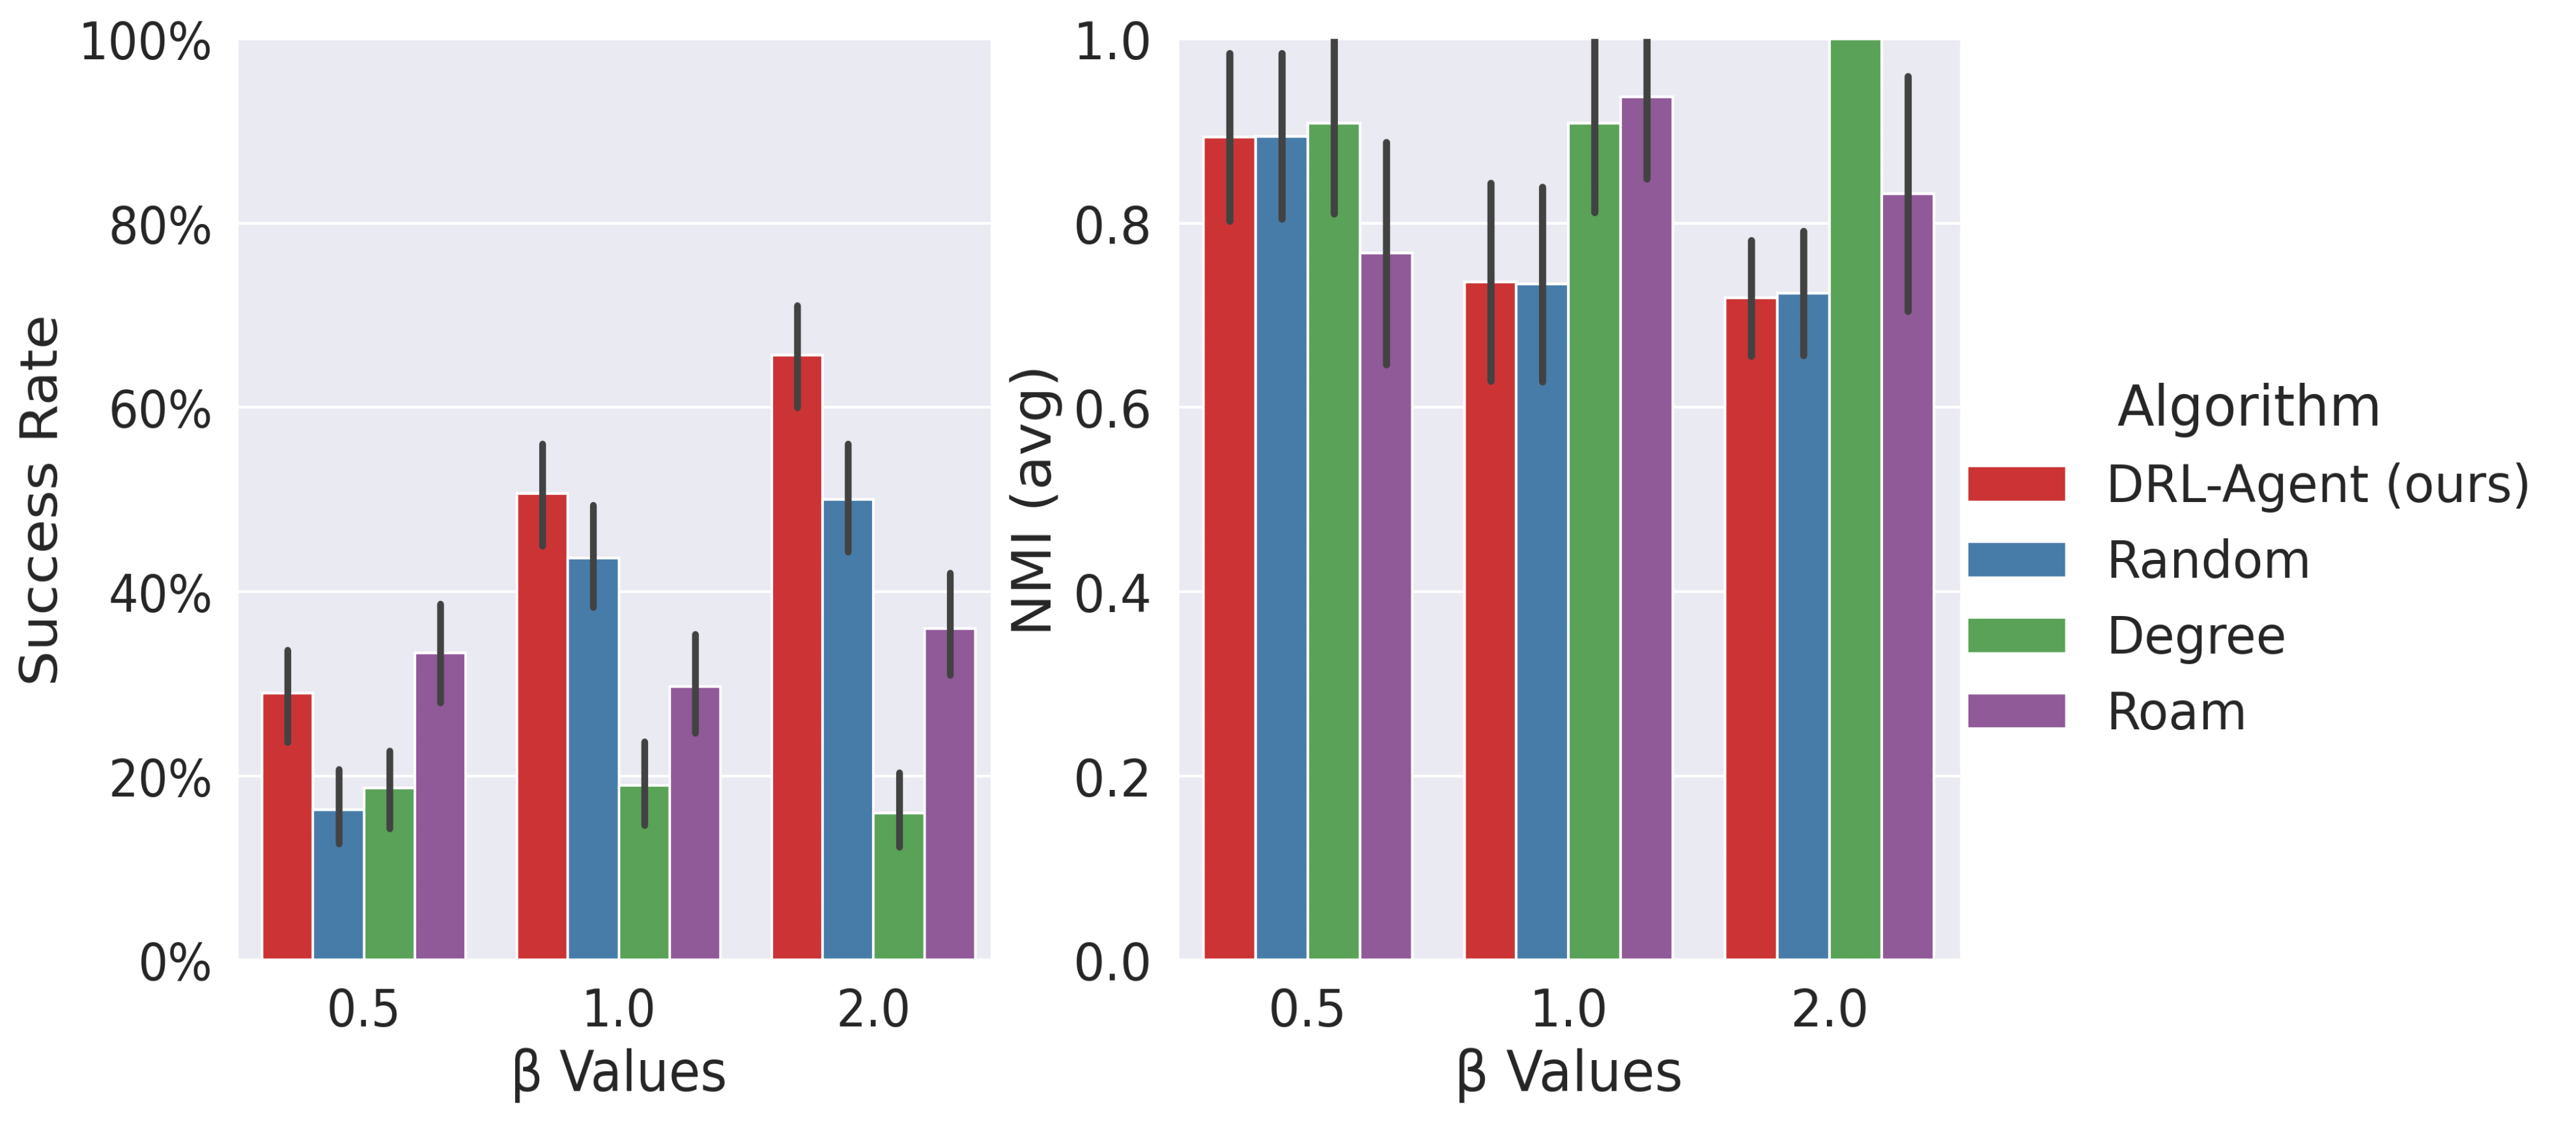 Success Rate
100%
80%
60%
40%
20%
0%
0.5 1.0 2.0
β Values
NMI (avg)
1.0
0.8
0.6
0.4
0.2
0.0
0.5 1.0 2.0
β Values
Algorithm
DRL-Agent (ours)
Random
Degree
Roam